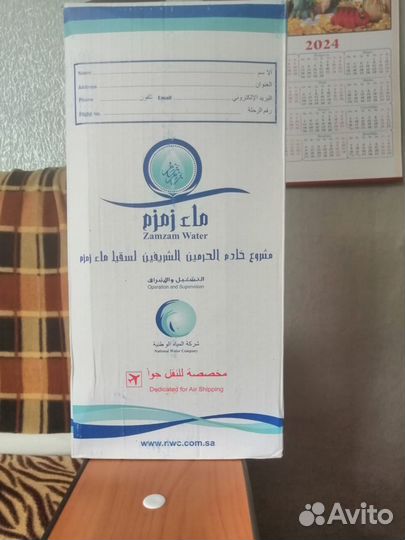 2024
Name
الاسم
Address
العنوان
Phone تلفون Email البريد الإلكتروني
Flight No. رقم الرحلة
ماء زمزم
Zamzam Water
مشروع خادم الحرمين الشريفين لسقيا ماء زمزم
التشغيل والإشراف
Operation and Supervision
شركة المياه الوطنية
National Water Company
مخصصة للنقل جوا
Dedicated for Air Shipping
www.nwc.com.sa
Avito